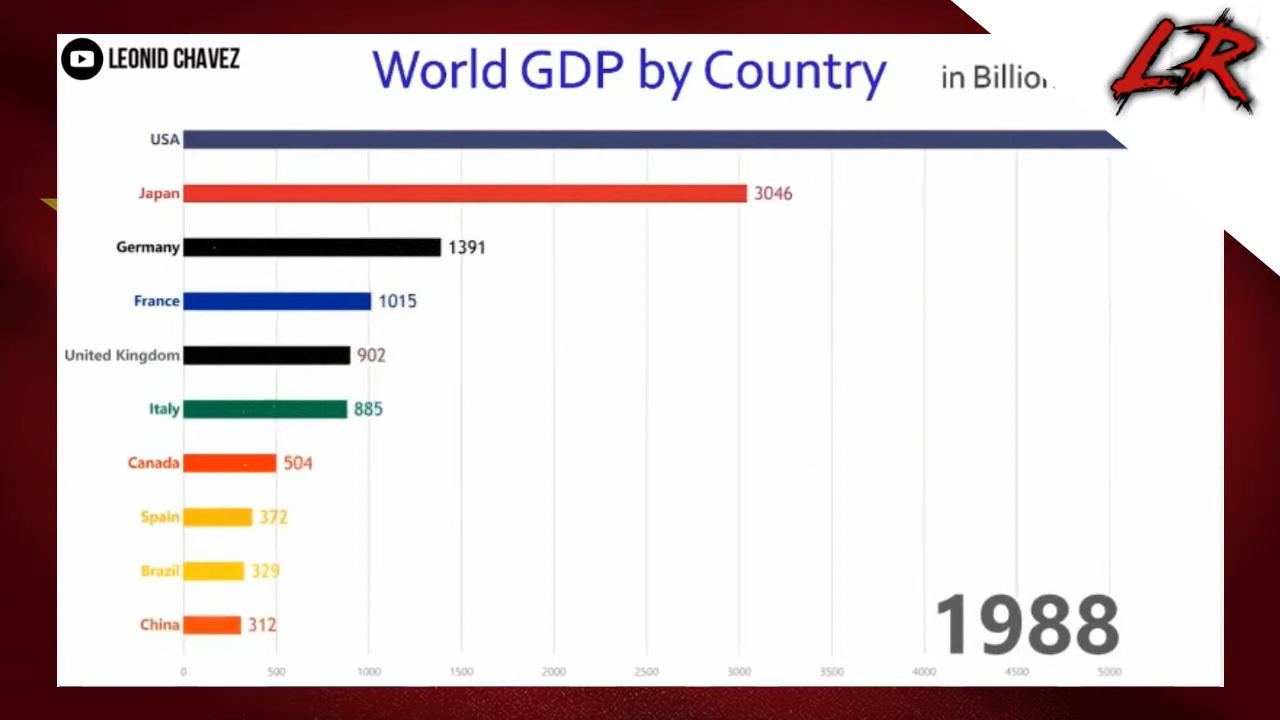 LEONID CHAVEZ
World GDP by Country
in Billion
LR
USA
Japan 3046
Germany 1391
France 1015
United Kingdom 902
Italy 885
Canada 504
Spain 372
Brazil 329
China 312
1988
0 500 1000 1500 2000 2500 3000 3500 4000 4500 5000